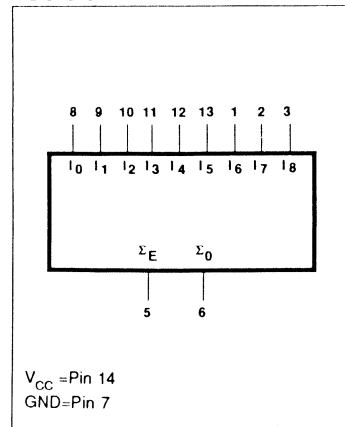 8 9 10 11 12 13 1 2 3
I0 I1 I2 I3 I4 I5 I6 I7 I8
ΣE Σ0
5 6
VCC =Pin 14
GND=Pin 7